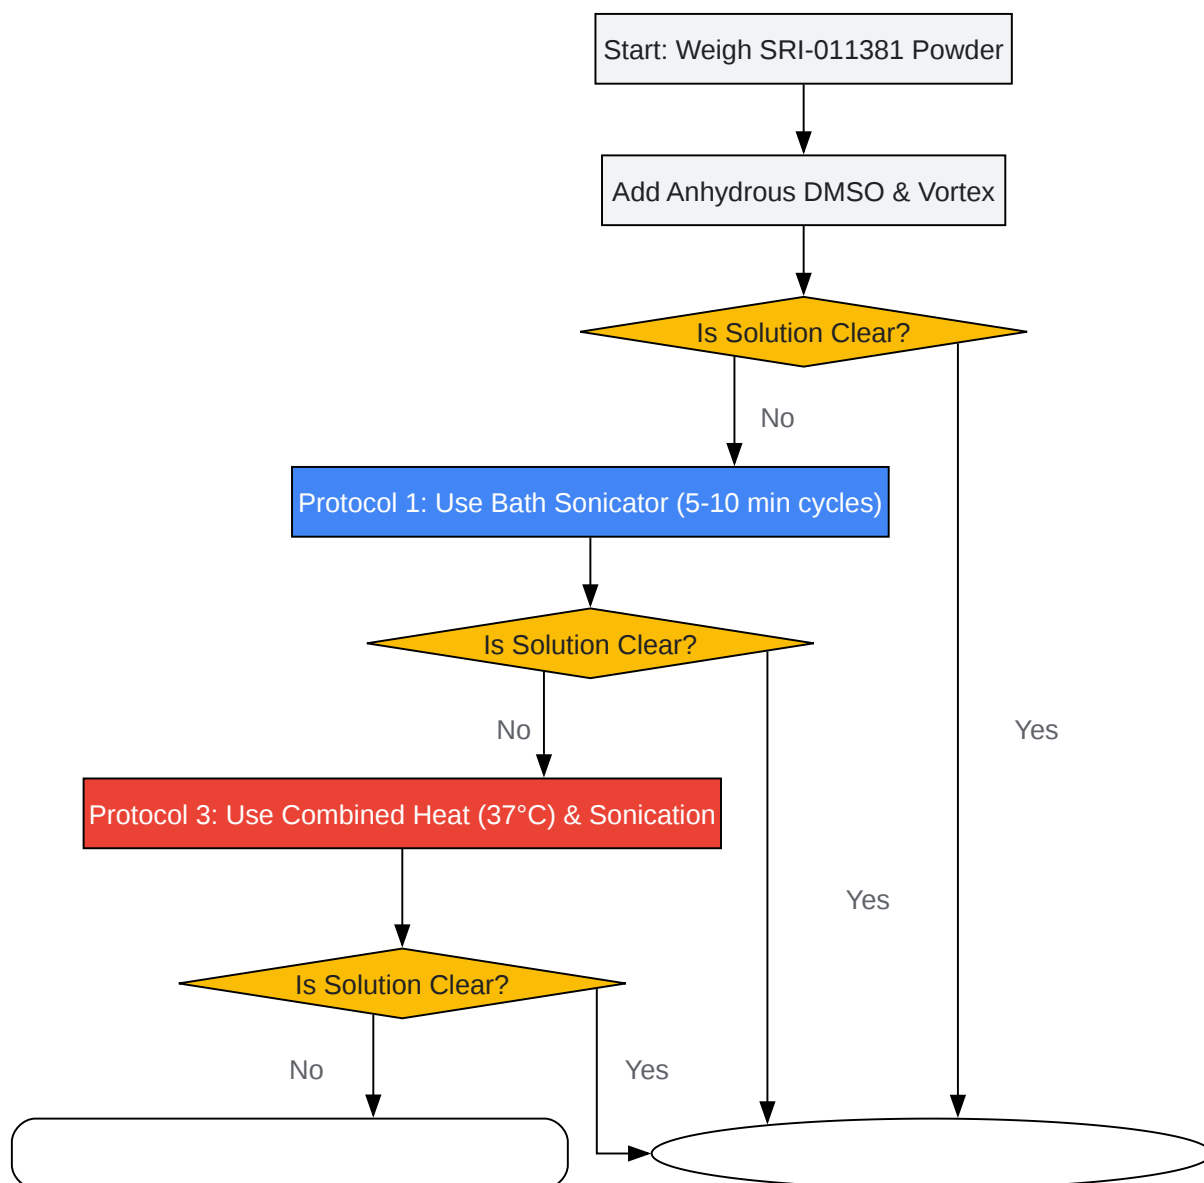 Start: Weigh SRI-011381 Powder
Add Anhydrous DMSO & Vortex
Is Solution Clear?
No
Protocol 1: Use Bath Sonicator (5-10 min cycles)
Is Solution Clear?
No
Yes
Protocol 3: Use Combined Heat (37°C) & Sonication
Yes
Is Solution Clear?
No
Yes